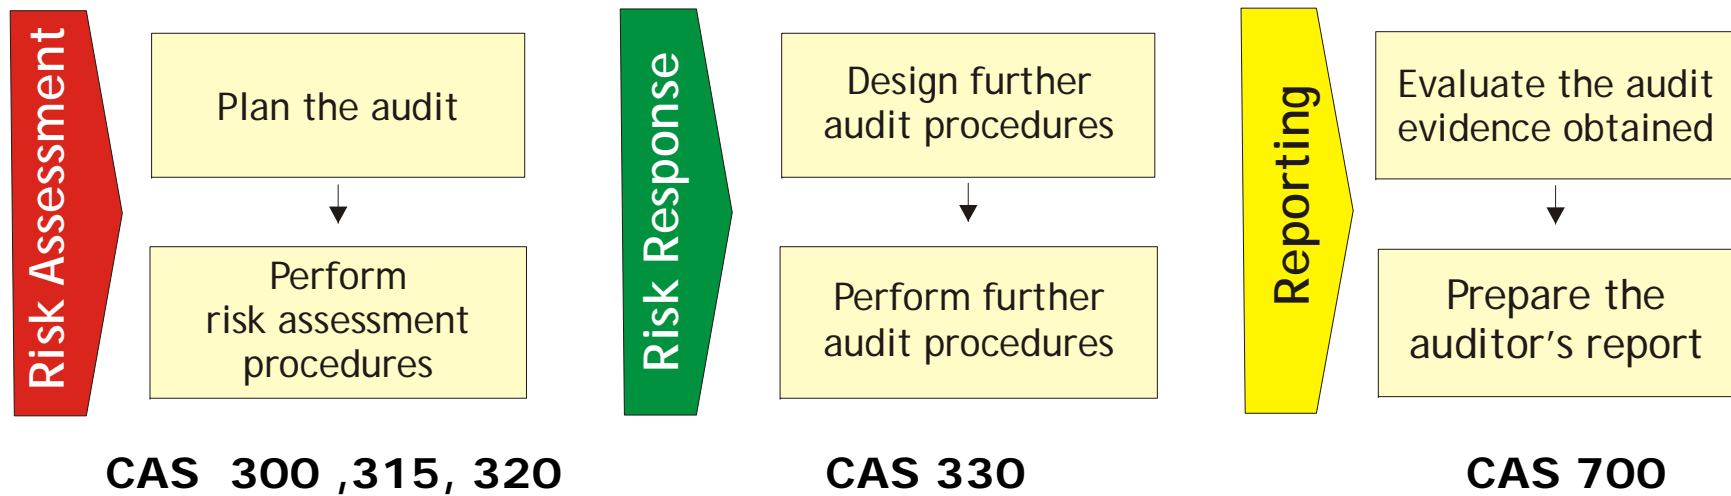 Risk Assessment
Plan the audit
Perform
risk assessment
procedures
CAS  300 ,315, 320
Risk Response
Design further
audit procedures
Perform further
audit procedures
CAS 330
Reporting
Evaluate the audit
evidence obtained
Prepare the
auditor’s report
CAS 700